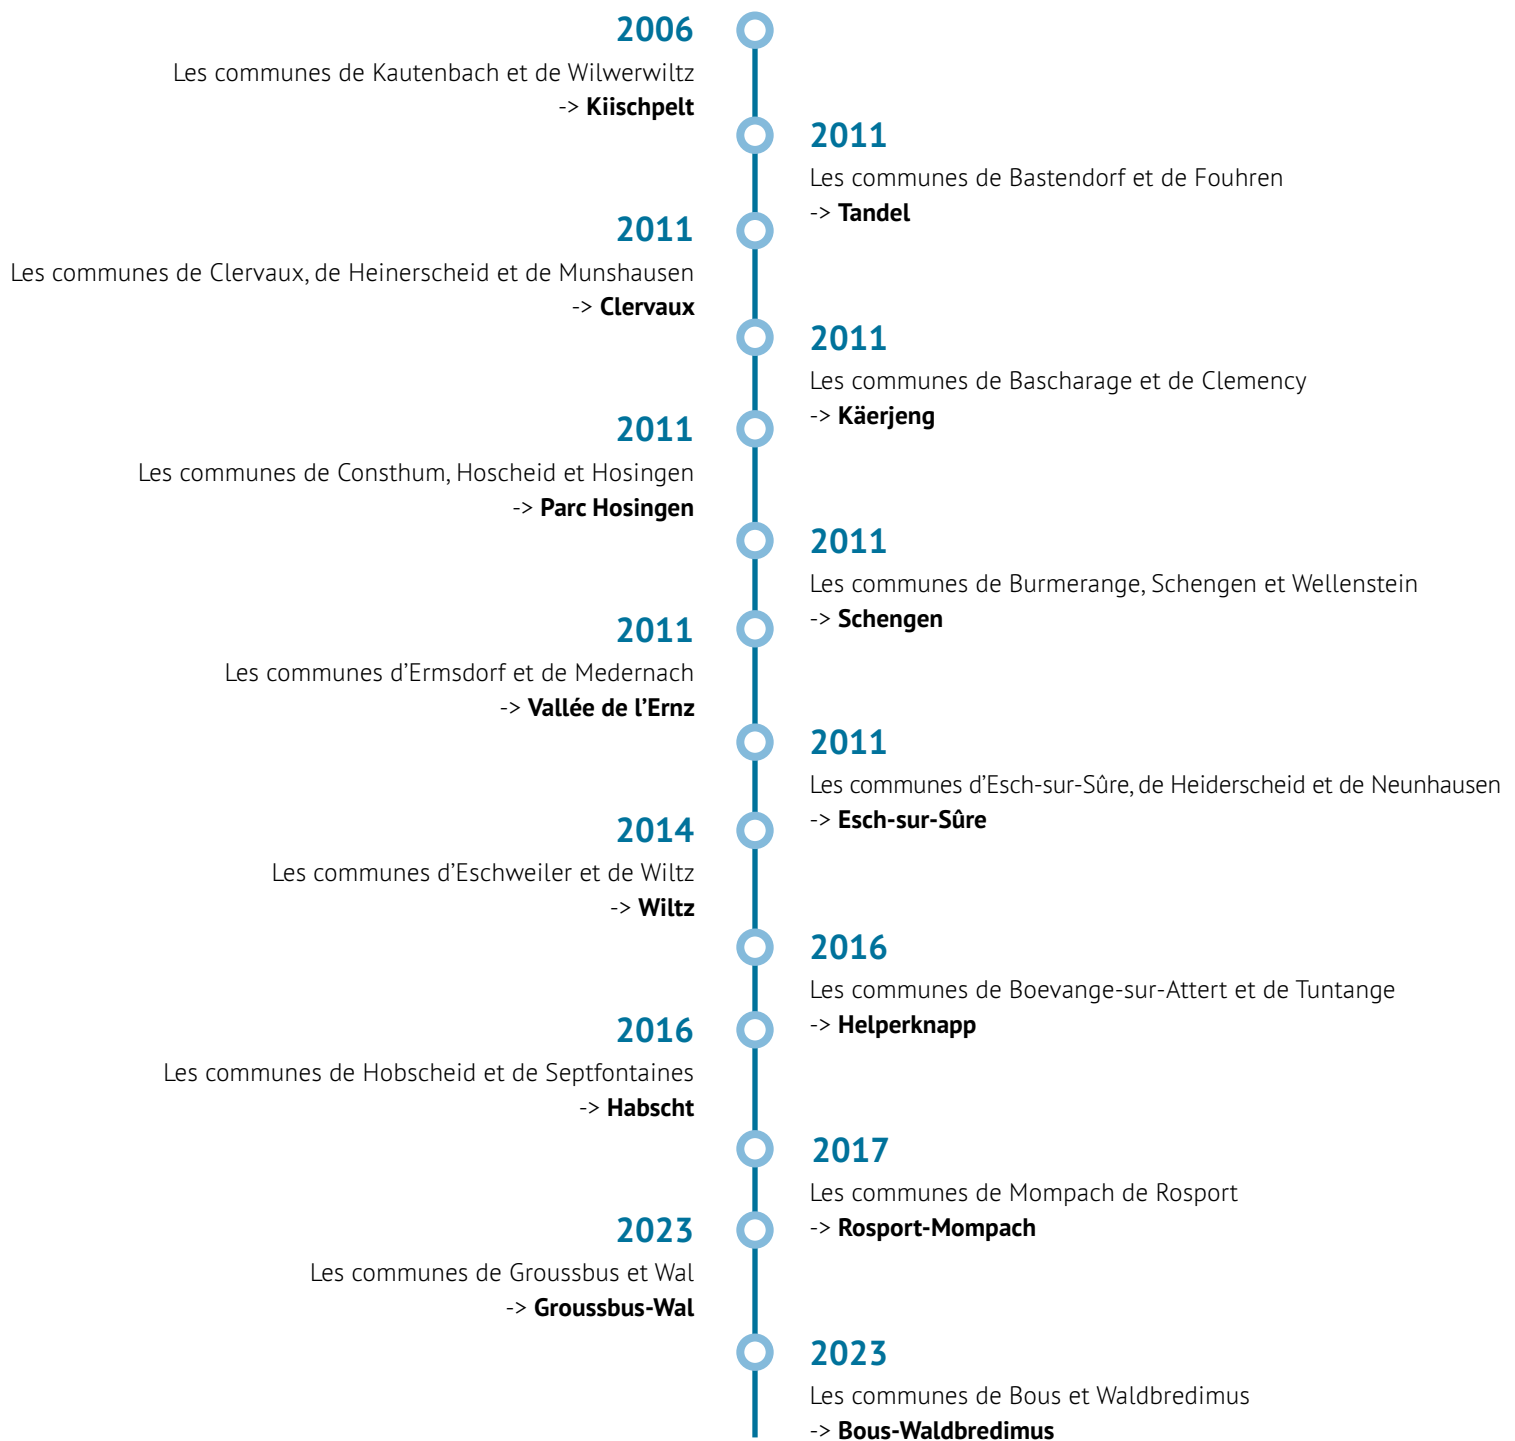 2006
Les communes de Kautenbach et de Wilwerwiltz
-> Kiischpelt
2011
Les communes de Bastendorf et de Fouhren
-> Tandel
2011
Les communes de Clervaux, de Heinerscheid et de Munshausen
-> Clervaux
2011
Les communes de Bascharage et de Clemency
-> Käerjeng
2011
Les communes de Consthum, Hoscheid et Hosingen
-> Parc Hosingen
2011
Les communes de Burmerange, Schengen et Wellenstein
-> Schengen
2011
Les communes d’Ermsdorf et de Medernach
-> Vallée de l’Ernz
2011
Les communes d’Esch-sur-Sûre, de Heiderscheid et de Neunhausen
-> Esch-sur-Sûre
2014
Les communes d’Eschweiler et de Wiltz
-> Wiltz
2016
Les communes de Boevange-sur-Attert et de Tuntange
-> Helperknapp
2016
Les communes de Hobscheid et de Septfontaines
-> Habscht
2017
Les communes de Mompach de Rosport
-> Rosport-Mompach
2023
Les communes de Groussbus et Wal
-> Groussbus-Wal
2023
Les communes de Bous et Waldbredimus
-> Bous-Waldbredimus